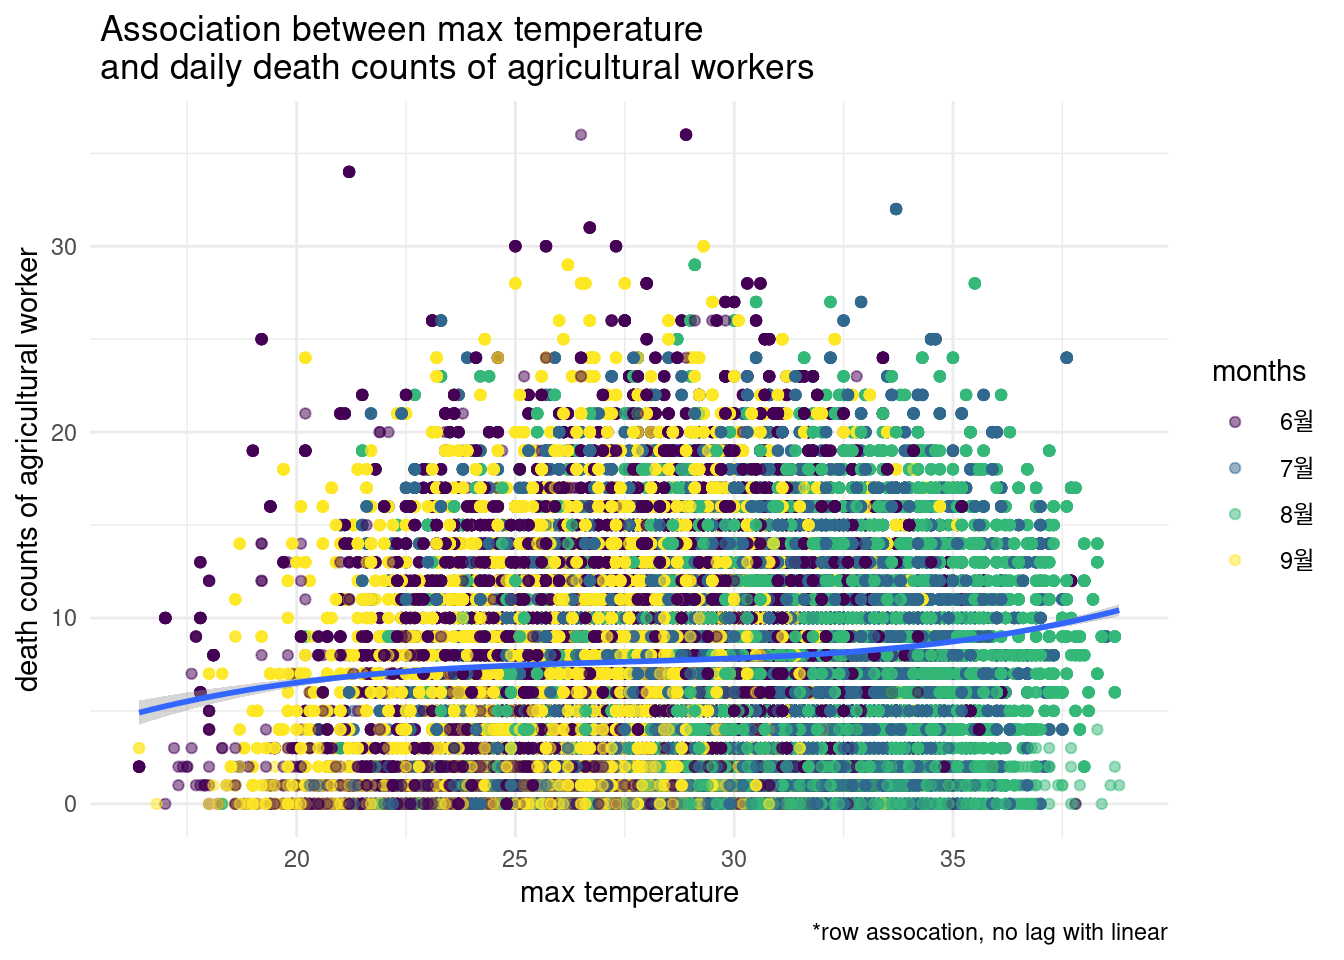 Association between max temperature
and daily death counts of agricultural workers
death counts of agricultural worker
30
20
10
0
20
25
30
35
max temperature
months
6월
7월
8월
9월
*row assocation, no lag with linear